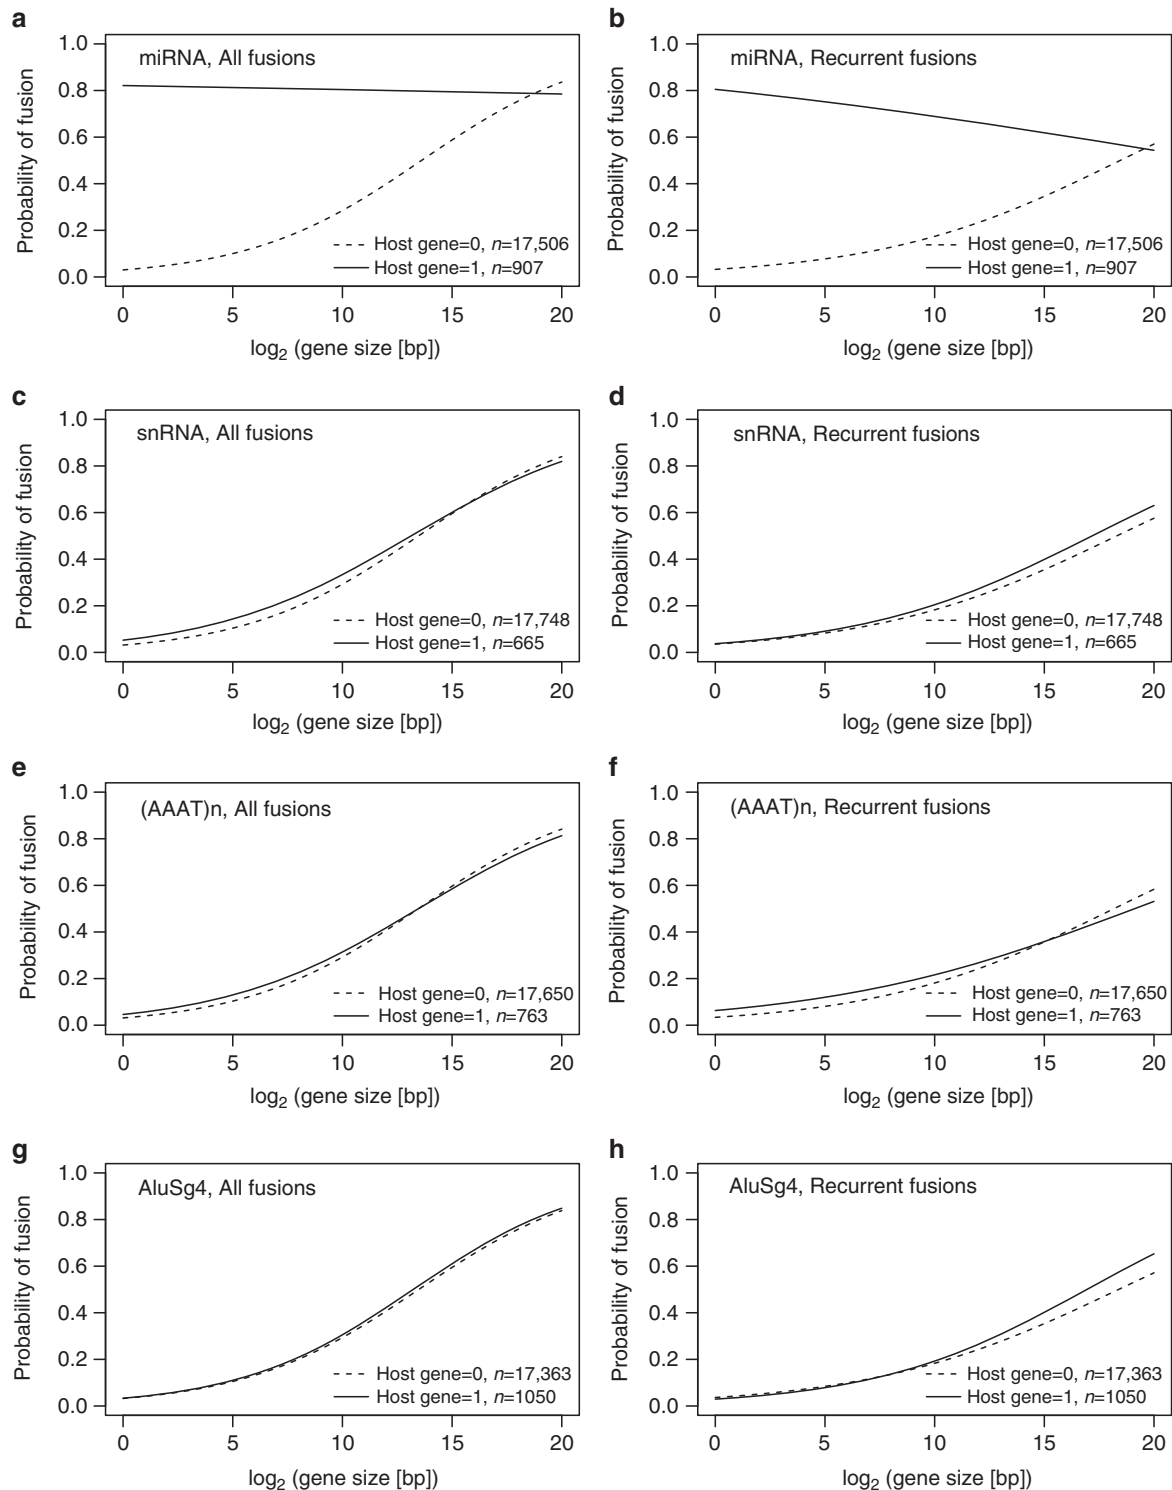 a
miRNA, All fusions
Probability of fusion
1.0
0.8
0.6
0.4
0.2
0.0
Host gene=0, n=17,506
Host gene=1, n=907
0 5 10 15 20
log2 (gene size [bp])
b
miRNA, Recurrent fusions
Probability of fusion
1.0
0.8
0.6
0.4
0.2
0.0
Host gene=0, n=17,506
Host gene=1, n=907
0 5 10 15 20
log2 (gene size [bp])
c
snRNA, All fusions
Probability of fusion
1.0
0.8
0.6
0.4
0.2
0.0
Host gene=0, n=17,748
Host gene=1, n=665
0 5 10 15 20
log2 (gene size [bp])
d
snRNA, Recurrent fusions
Probability of fusion
1.0
0.8
0.6
0.4
0.2
0.0
Host gene=0, n=17,748
Host gene=1, n=665
0 5 10 15 20
log2 (gene size [bp])
e
(AAAT)n, All fusions
Probability of fusion
1.0
0.8
0.6
0.4
0.2
0.0
Host gene=0, n=17,650
Host gene=1, n=763
0 5 10 15 20
log2 (gene size [bp])
f
(AAAT)n, Recurrent fusions
Probability of fusion
1.0
0.8
0.6
0.4
0.2
0.0
Host gene=0, n=17,650
Host gene=1, n=763
0 5 10 15 20
log2 (gene size [bp])
g
AluSg4, All fusions
Probability of fusion
1.0
0.8
0.6
0.4
0.2
0.0
Host gene=0, n=17,363
Host gene=1, n=1050
0 5 10 15 20
log2 (gene size [bp])
h
AluSg4, Recurrent fusions
Probability of fusion
1.0
0.8
0.6
0.4
0.2
0.0
Host gene=0, n=17,363
Host gene=1, n=1050
0 5 10 15 20
log2 (gene size [bp])